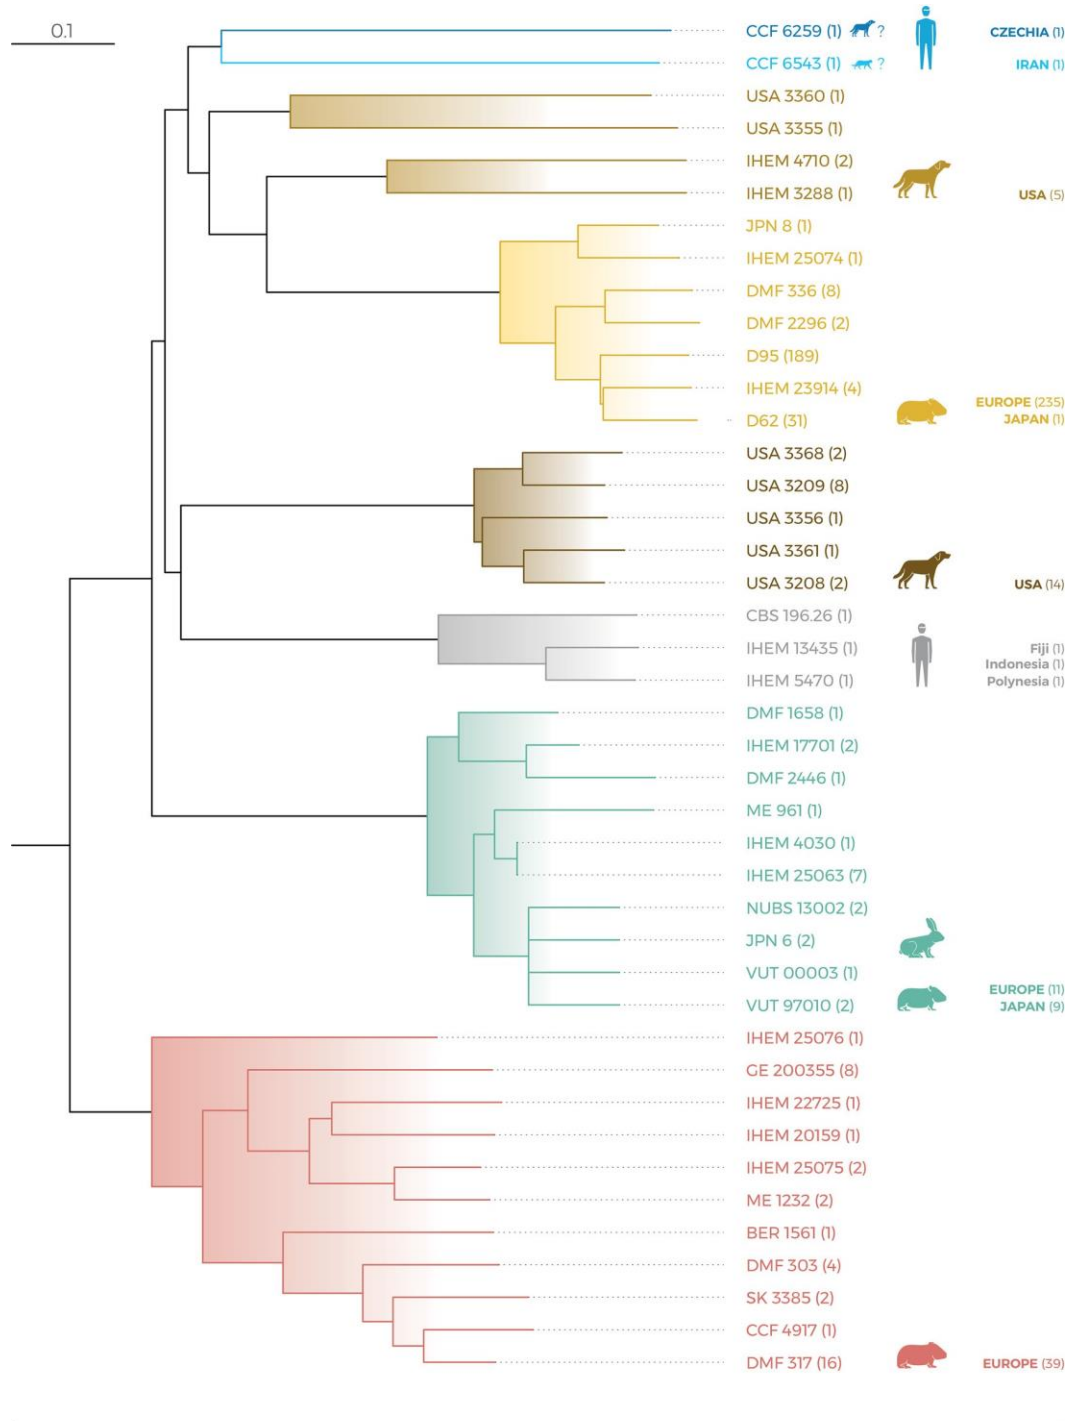 0.1
CCF 6259 (1) ? CZECHIA (1)
CCF 6543 (1) ? IRAN (1)
USA 3360 (1)
USA 3355 (1)
IHEM 4710 (2)
IHEM 3288 (1) USA (5)
JPN 8 (1)
IHEM 25074 (1)
DMF 336 (8)
DMF 2296 (2)
D95 (189)
IHEM 23914 (4)
EUROPE (235)
D62 (31) JAPAN (1)
USA 3368 (2)
USA 3209 (8)
USA 3356 (1)
USA 3361 (1)
USA 3208 (2) USA (14)
CBS 196.26 (1)
IHEM 13435 (1) Fiji (1)
Indonesia (1)
IHEM 5470 (1) Polynesia (1)
DMF 1658 (1)
IHEM 17701 (2)
DMF 2446 (1)
ME 961 (1)
IHEM 4030 (1)
IHEM 25063 (7)
NUBS 13002 (2)
JPN 6 (2)
VUT 00003 (1)
EUROPE (11)
VUT 97010 (2) JAPAN (9)
IHEM 25076 (1)
GE 200355 (8)
IHEM 22725 (1)
IHEM 20159 (1)
IHEM 25075 (2)
ME 1232 (2)
BER 1561 (1)
DMF 303 (4)
SK 3385 (2)
CCF 4917 (1)
DMF 317 (16) EUROPE (39)